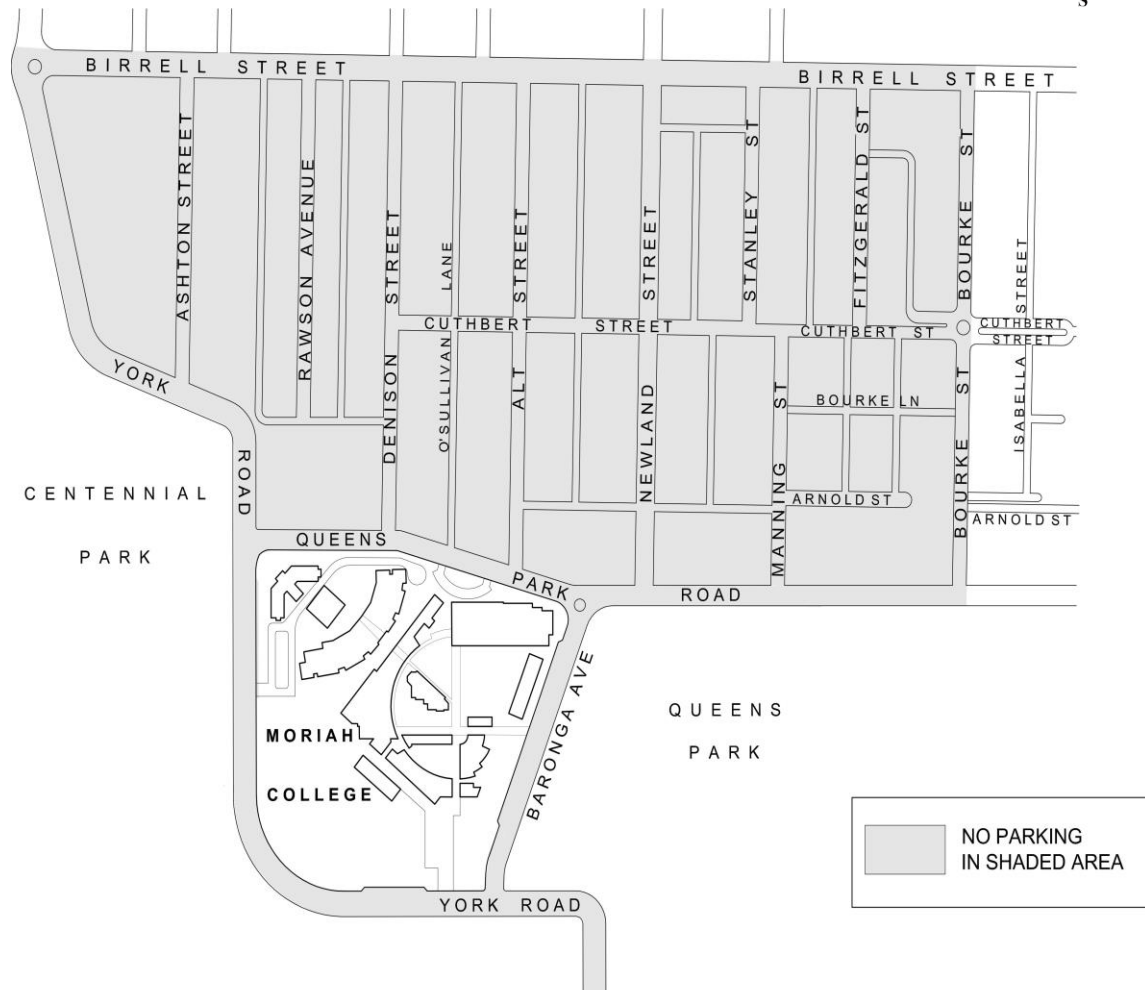 s
BIRRELL STREET
BIRRELL STREET
ASHTON STREET
RAWSON AVENUE
DENISON STREET
O'SULLIVAN LANE
ALT STREET
NEWLAND STREET
STANLEY ST
FITZGERALD ST
BOURKE ST
CUTHBERT STREET
CUTHBERT ST
CUTHBERT
STREET
ISABELLA STREET
YORK ROAD
BOURKE LN
MANNING ST
BOURKE ST
ARNOLD ST
ARNOLD ST
CENTENNIAL
PARK
QUEENS PARK ROAD
MORIAH
COLLEGE
BARONGA AVE
QUEENS
PARK
YORK ROAD
NO PARKING
IN SHADED AREA